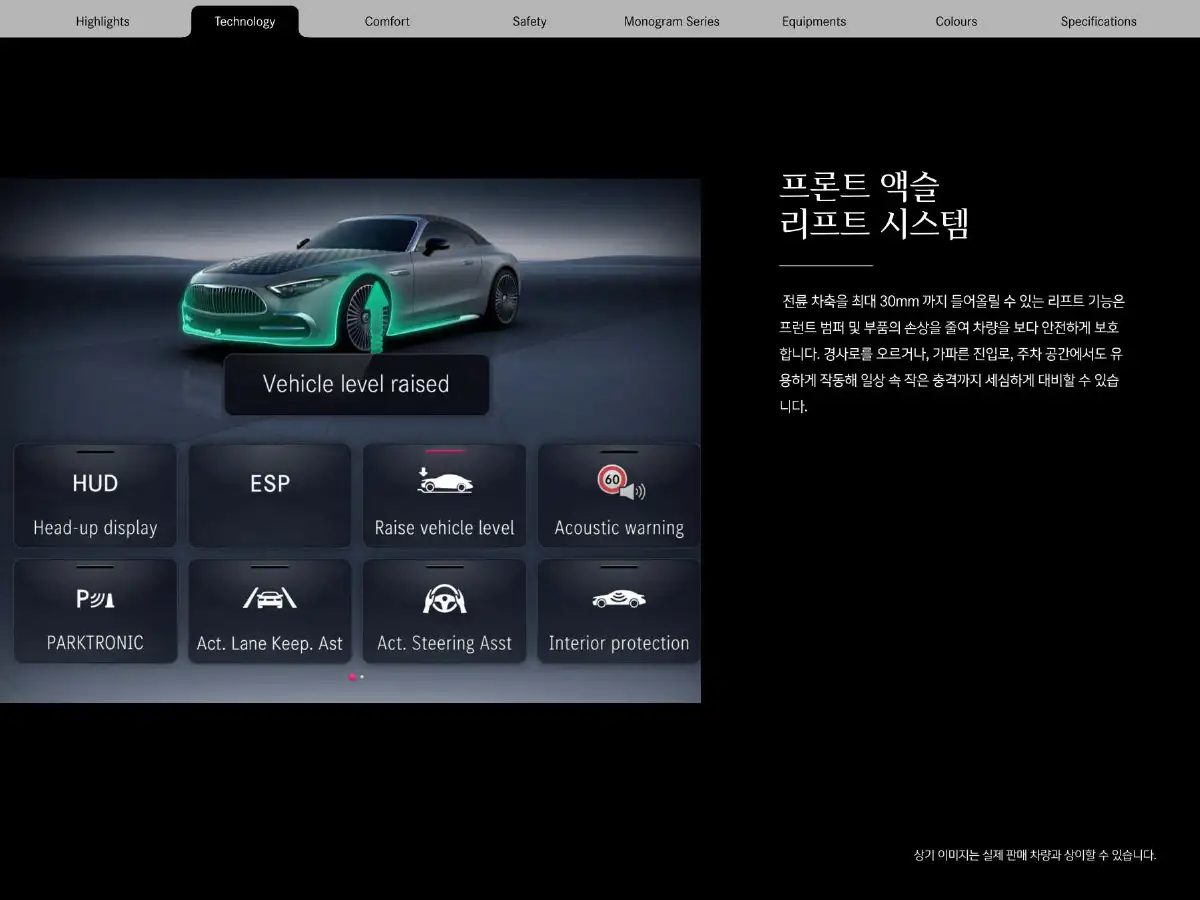 Highlights
Technology
Comfort
Safety
Monogram Series
Equipments
Colours
Specifications
프론트 액슬
리프트 시스템
전륜 차축을 최대 30mm 까지 들어올릴 수 있는 리프트 기능은
프런트 범퍼 및 부품의 손상을 줄여 차량을 보다 안전하게 보호
합니다. 경사로를 오르거나, 가파른 진입로, 주차 공간에서도 유
용하게 작동해 일상 속 작은 충격까지 세심하게 대비할 수 있습
니다.
Vehicle level raised
HUD
Head-up display
ESP
Raise vehicle level
60
Acoustic warning
P
PARKTRONIC
Act. Lane Keep. Ast
Act. Steering Asst
Interior protection
상기 이미지는 실제 판매 차량과 상이할 수 있습니다.